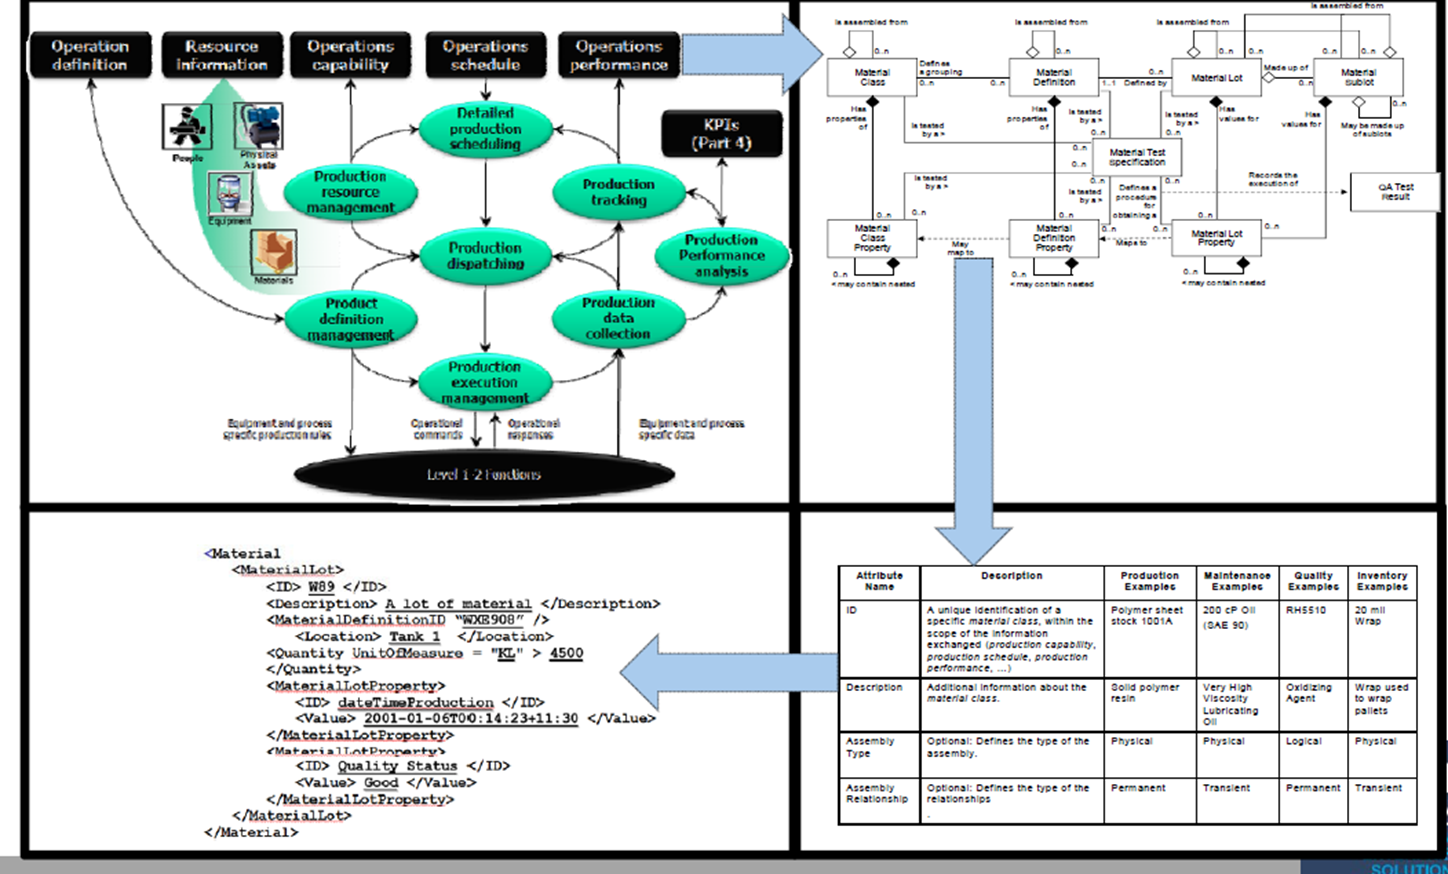 Operation
definition
Resource
information
Operations
capability
Operations
schedule
Operations
performance
People
Physical
Assets
Equipment
Materials
Detailed
production
scheduling
KPIs
(Part 4)
Production
resource
management
Production
tracking
Production
dispatching
Production
Performance
analysis
Product
definition
management
Production
data
collection
Production
execution
management
Equipment and process
specific production rules
Operational
commands
Operational
responses
Equipment and process
specific data
Level 1-2 Functions
Is assembled from
Is assembled from
Is assembled from
Is assembled from
0..n
0..n
0..n
0..n
0..n
Material
Class
Defines
a grouping
0..n
0..n
Material
Definition
1..1
0..n
Defined by
Material Lot
Made up of
Material
sublot
0..n
May be made up
of sublots
Has
properties
of
Is tested
by a >
Has
properties
of
Is tested
by a >
0..n
Is tested
by a >
0..n
Has
values for
Has
values for
0..n
0..n
Material Test
specification
Is tested
by a >
Is tested
by a >
0..n
Defines a
procedure
for
obtaining a
Records the
execution of
QA Test
Result
0..n
0..n
0..n
0..n
0..n
0..n
0..n
Material
Class
Property
May
map to
Material
Definition
Property
Maps to
Material Lot
Property
0..n
0..n
0..n
< may contain nested
< may contain nested
< may contain nested
<Material
<MaterialLot>
<ID> W89 </ID>
<Description> A lot of material </Description>
<MaterialDefinitionID “WXE908” />
<Location> Tank 1 </Location>
<Quantity UnitOfMeasure = "KL" > 4500
</Quantity>
<MaterialLotProperty>
<ID> dateTimeProduction </ID>
<Value> 2001-01-06T00:14:23+11:30 </Value>
</MaterialLotProperty>
<MaterialLotProperty>
<ID> Quality Status </ID>
<Value> Good </Value>
</MaterialLotProperty>
</MaterialLot>
</Material>
Attribute
Name
Description
Production
Examples
Maintenance
Examples
Quality
Examples
Inventory
Examples
ID
A unique identification of a
specific material class, within the
scope of the information
exchanged (production capability,
production schedule, production
performance, ...)
Polymer sheet
stock 1001A
200 cP Oil
(SAE 90)
RH5510
20 mil
Wrap
Description
Additional information about the
material class.
Solid polymer
resin
Very High
Viscosity
Lubricating
Oil
Oxidizing
Agent
Wrap used
to wrap
pallets
Assembly
Type
Optional: Defines the type of the
assembly.
Physical
Physical
Logical
Physical
Assembly
Relationship
Optional: Defines the type of the
relationships
.
Permanent
Transient
Permanent
Transient